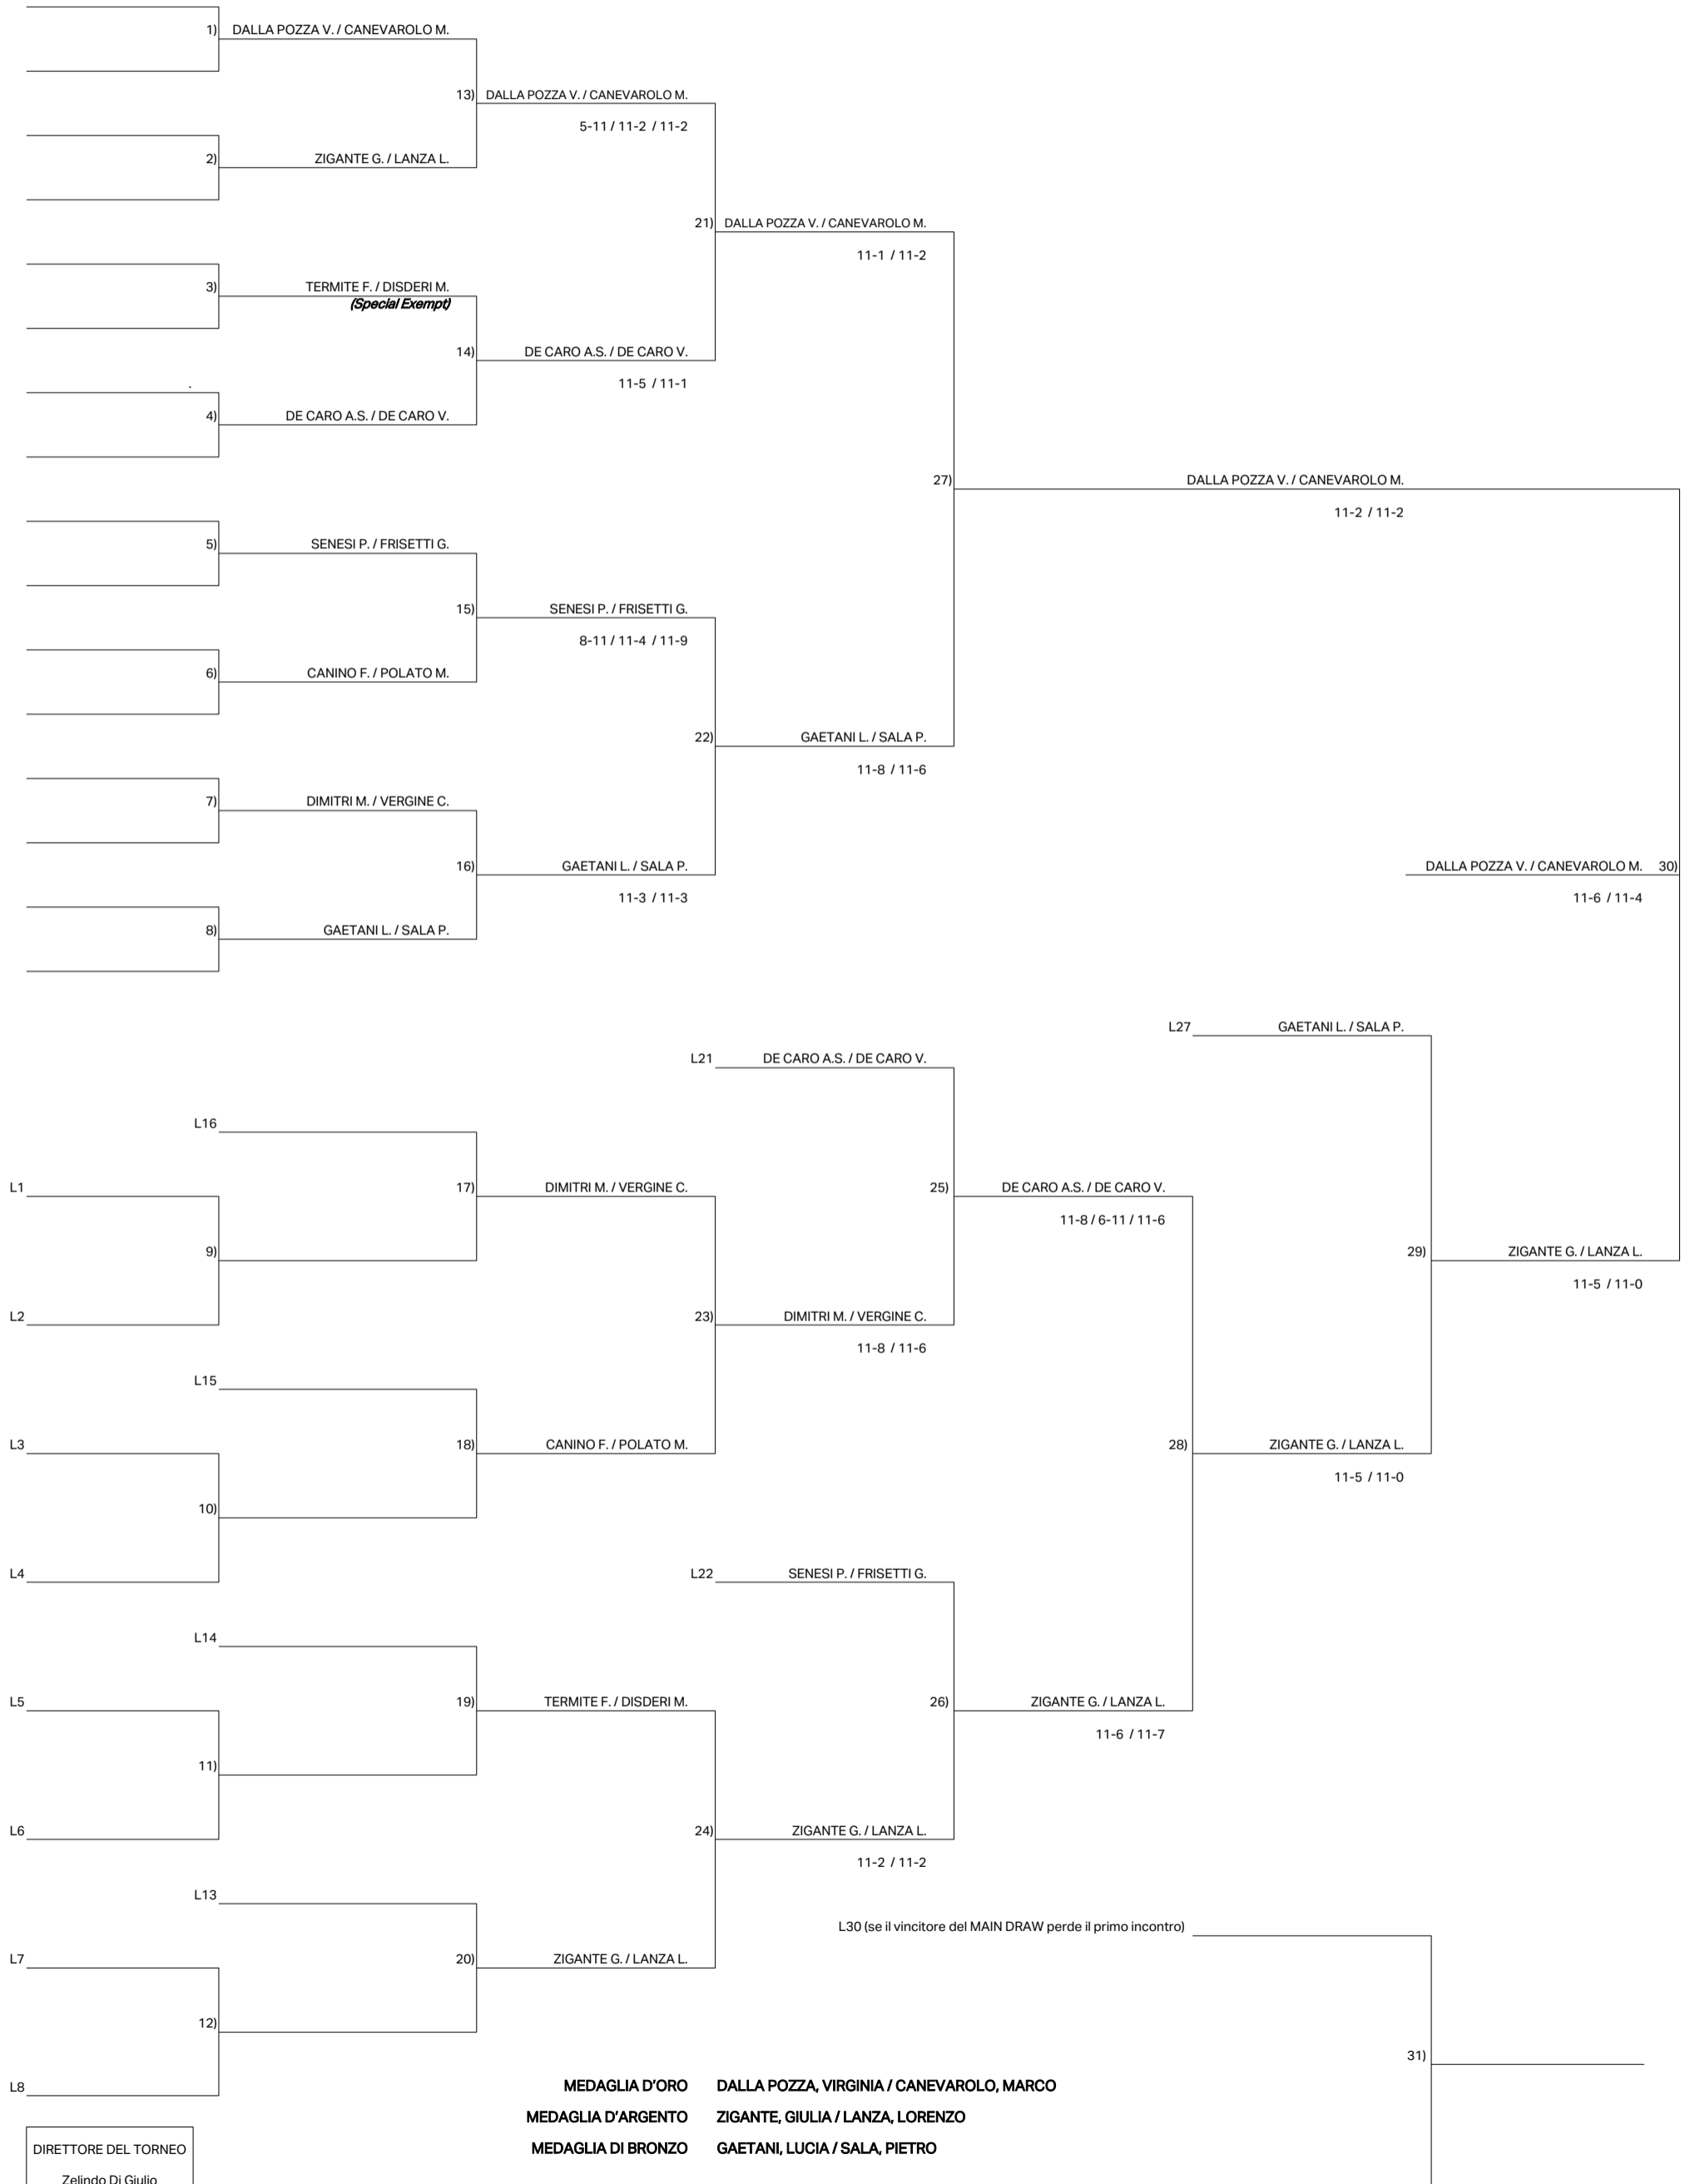 1) DALLA POZZA V. / CANEVAROLO M.
13) DALLA POZZA V. / CANEVAROLO M.
5-11 / 11-2 / 11-2
2) ZIGANTE G. / LANZA L.
21) DALLA POZZA V. / CANEVAROLO M.
11-1 / 11-2
3) TERMITE F. / DISDERI M.
(Special Exempt)
14) DE CARO A.S. / DE CARO V.
11-5 / 11-1
4) DE CARO A.S. / DE CARO V.
27) DALLA POZZA V. / CANEVAROLO M.
11-2 / 11-2
5) SENESI P. / FRISETTI G.
15) SENESI P. / FRISETTI G.
8-11 / 11-4 / 11-9
6) CANINO F. / POLATO M.
22) GAETANI L. / SALA P.
11-8 / 11-6
7) DIMITRI M. / VERGINE C.
16) GAETANI L. / SALA P.
11-3 / 11-3
DALLA POZZA V. / CANEVAROLO M. 30)
11-6 / 11-4
8) GAETANI L. / SALA P.
L27 GAETANI L. / SALA P.
L21 DE CARO A.S. / DE CARO V.
L16
L1
17) DIMITRI M. / VERGINE C.
25) DE CARO A.S. / DE CARO V.
11-8 / 6-11 / 11-6
9)
29) ZIGANTE G. / LANZA L.
11-5 / 11-0
L2
23) DIMITRI M. / VERGINE C.
11-8 / 11-6
L15
L3
18) CANINO F. / POLATO M.
28) ZIGANTE G. / LANZA L.
11-5 / 11-0
10)
L4
L22 SENESI P. / FRISETTI G.
L14
L5
19) TERMITE F. / DISDERI M.
26) ZIGANTE G. / LANZA L.
11-6 / 11-7
11)
L6
24) ZIGANTE G. / LANZA L.
11-2 / 11-2
L13
L30 (se il vincitore del MAIN DRAW perde il primo incontro)
L7
20) ZIGANTE G. / LANZA L.
12)
31)
L8
MEDAGLIA D'ORO DALLA POZZA, VIRGINIA / CANEVAROLO, MARCO
MEDAGLIA D'ARGENTO ZIGANTE, GIULIA / LANZA, LORENZO
MEDAGLIA DI BRONZO GAETANI, LUCIA / SALA, PIETRO
DIRETTORE DEL TORNEO
Zelindo Di Giulio